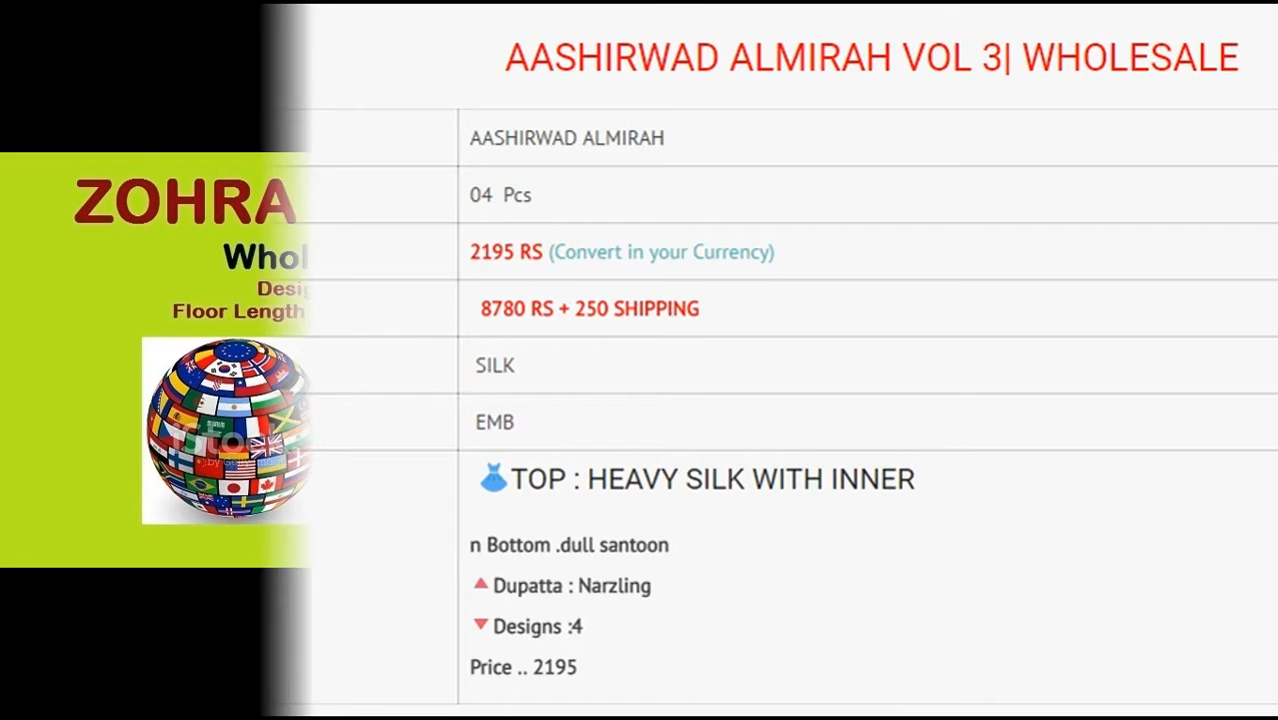 AASHIRWAD ALMIRAH VOL 3| WHOLESALE
AASHIRWAD ALMIRAH
04 Pcs
2195 RS (Convert in your Currency)
8780 RS + 250 SHIPPING
SILK
EMB
TOP : HEAVY SILK WITH INNER
n Bottom .dull santoon
Dupatta : Narzling
Designs :4
Price .. 2195
ZOHRA
Whol
Desig
Floor Length
iStock